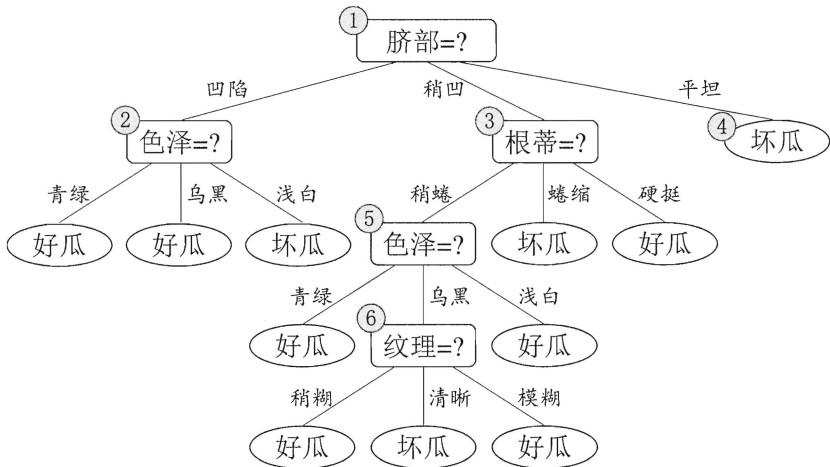 ① 脐部=?
凹陷 稍凹 平坦
② 色泽=? ③ 根蒂=? ④ 坏瓜
青绿 乌黑 浅白 稍蜷 蜷缩 硬挺
好瓜 好瓜 坏瓜 ⑤ 色泽=? 坏瓜 好瓜
青绿 乌黑 浅白
好瓜 ⑥ 纹理=? 好瓜
稍糊 清晰 模糊
好瓜 坏瓜 好瓜